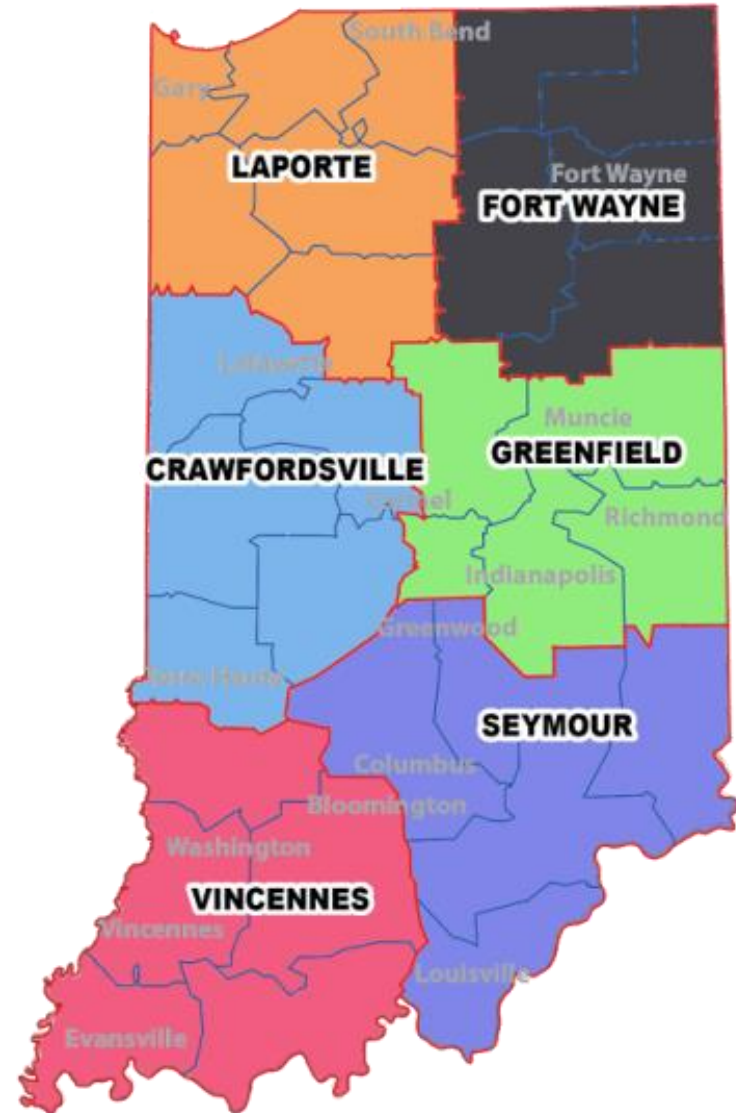 South Bend
Gary
LAPORTE
Fort Wayne
FORT WAYNE
Lafayette
Muncie
GREENFIELD
CRAWFORDSVILLE
Carmel
Richmond
Indianapolis
Greenwood
Terre Haute
SEYMOUR
Columbus
Bloomington
Washington
VINCENNES
Vincennes
Louisville
Evansville